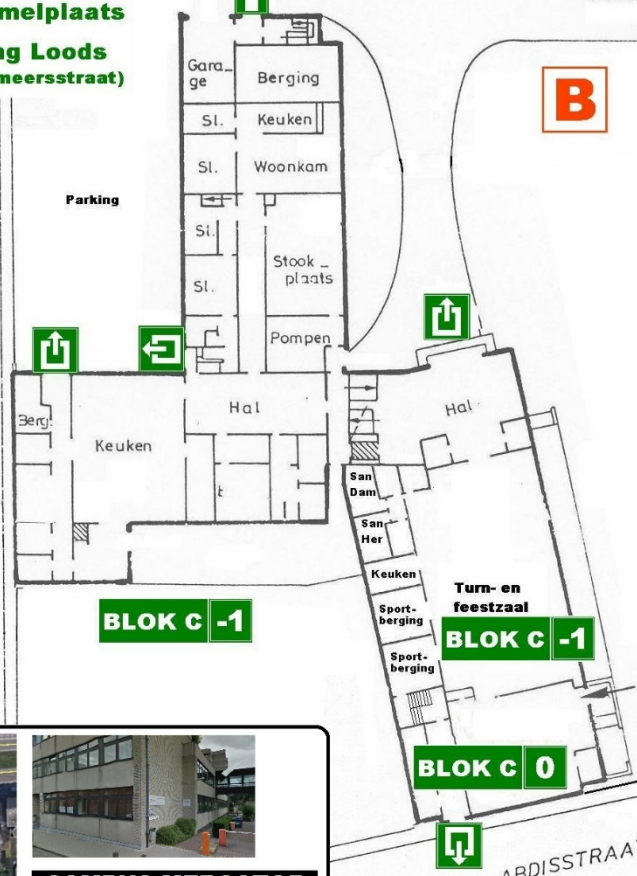 melplaats
ng Loods
meersstraat)
Gara_
ge
Berging
B
Sl.
Keuken
Sl.
Woonkam
Parking
Sl.
Stook_
plaats
Sl.
Pompen
Hal
Hal
Berg.
Keuken
t
San
Dam
San
Her
Keuken
Turn- en
feestzaal
BLOK C -1
Sport-
berging
BLOK C -1
Sport-
berging
BLOK C 0
ABDISSTRAA